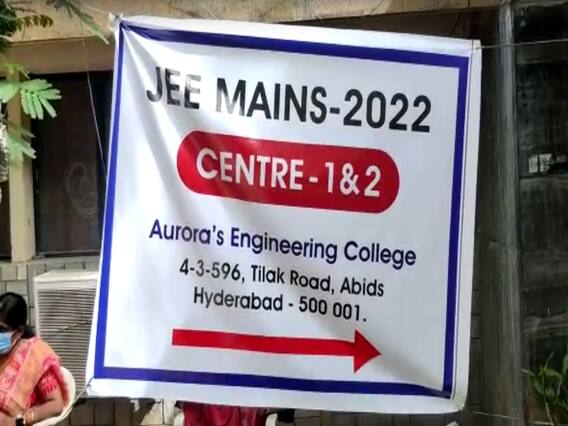 JEE MAINS-2022
CENTRE - 1 & 2
Aurora's Engineering College
4-3-596, Tilak Road, Abids
Hyderabad - 500 001.